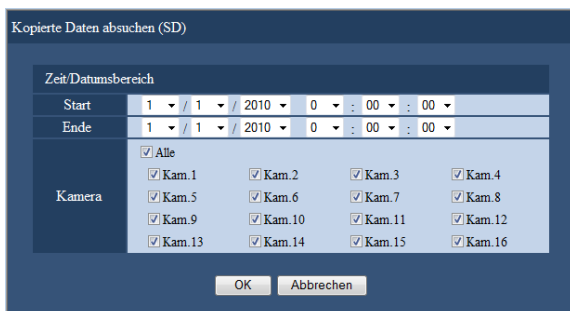 Kopierte Daten absuchen (SD)
Zeit/Datumsbereich
Start 1 / 1 / 2010 0 : 00 : 00
Ende 1 / 1 / 2010 0 : 00 : 00
Alle
Kamera
Kam.1 Kam.2 Kam.3 Kam.4
Kam.5 Kam.6 Kam.7 Kam.8
Kam.9 Kam.10 Kam.11 Kam.12
Kam.13 Kam.14 Kam.15 Kam.16
OK Abbrechen